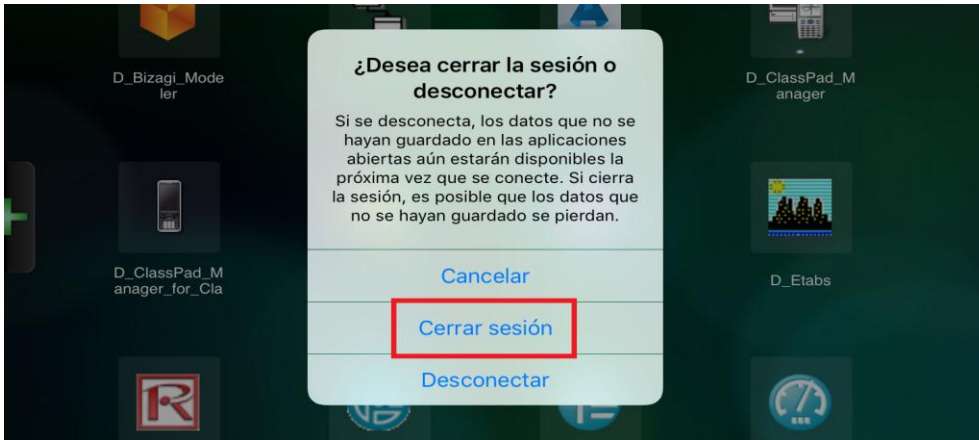 ¿Desea cerrar la sesión o
desconectar?
Si se desconecta, los datos que no se
hayan guardado en las aplicaciones
abiertas aún estarán disponibles la
próxima vez que se conecte. Si cierra
la sesión, es posible que los datos que
no se hayan guardado se pierdan.
Cancelar
Cerrar sesión
Desconectar
D_Bizagi_Mode
ler
D_ClassPad_M
anager
D_ClassPad_M
anager_for_Cla
D_Etabs
R